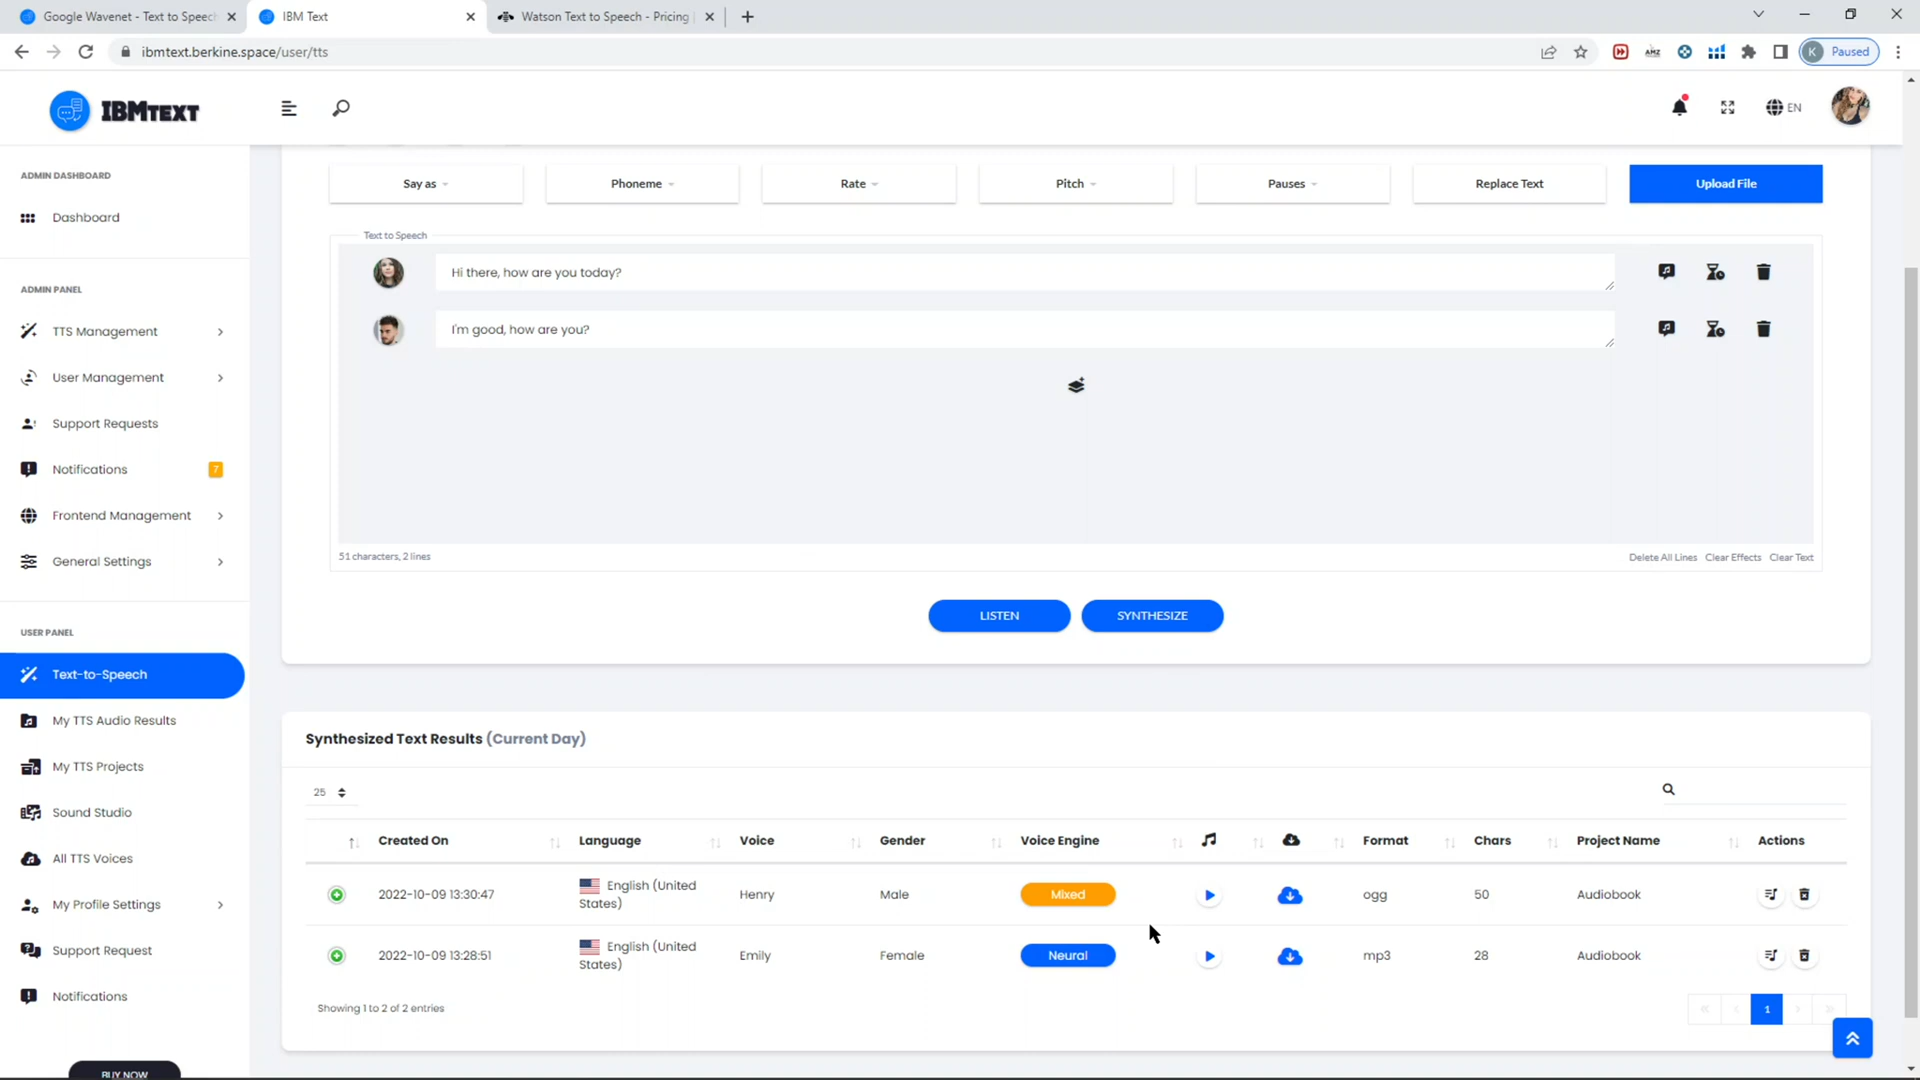 Google Wavenet - Text to Speech
IBM Text
Watson Text to Speech - Pricing
ibmtext.berkine.space/user/tts
AMZ
K Paused
IBMTEXT
EN
ADMIN DASHBOARD
Dashboard
ADMIN PANEL
TTS Management
User Management
Support Requests
Notifications 7
Frontend Management
General Settings
USER PANEL
Text-to-Speech
My TTS Audio Results
My TTS Projects
Sound Studio
All TTS Voices
My Profile Settings
Support Request
Notifications
BUY NOW
Say as Phoneme Rate Pitch Pauses Replace Text Upload File
Text to Speech
Hi there, how are you today?
I'm good, how are you?
51 characters, 2 lines
Delete All Lines Clear Effects Clear Text
LISTEN SYNTHESIZE
Synthesized Text Results (Current Day)
25
Created On Language Voice Gender Voice Engine Format Chars Project Name Actions
2022-10-09 13:30:47 English (United States) Henry Male Mixed ogg 50 Audiobook
2022-10-09 13:28:51 English (United States) Emily Female Neural mp3 28 Audiobook
Showing 1 to 2 of 2 entries
« ‹ 1 › »